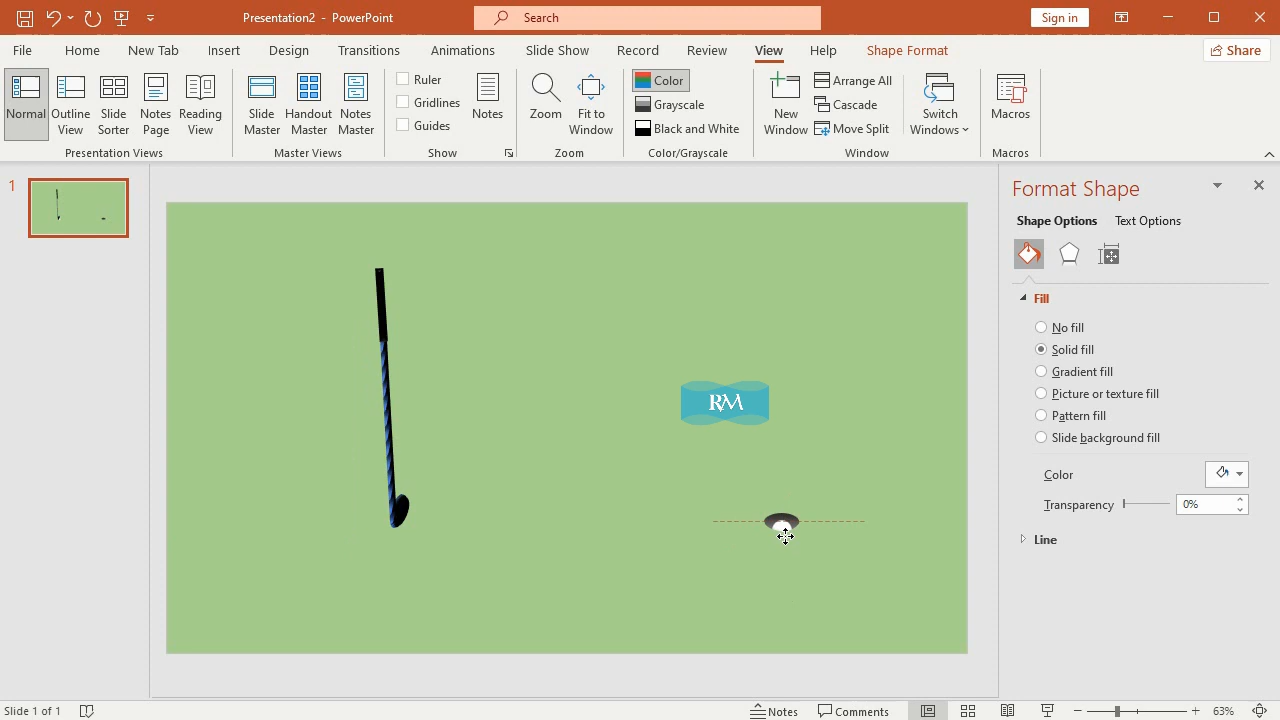 Presentation2 - PowerPoint
Search
Sign in
File Home New Tab Insert Design Transitions Animations Slide Show Record Review View Help Shape Format
Share
Normal
Outline View
Slide Sorter
Notes Page
Reading View
Presentation Views
Slide Master
Handout Master
Notes Master
Master Views
Ruler
Gridlines
Guides
Notes
Show
Zoom
Fit to Window
Zoom
Color
Grayscale
Black and White
Color/Grayscale
New Window
Arrange All
Cascade
Move Split
Switch Windows
Window
Macros
Macros
1
RM
Format Shape
Shape Options Text Options
Fill
No fill
Solid fill
Gradient fill
Picture or texture fill
Pattern fill
Slide background fill
Color
Transparency 0%
Line
Slide 1 of 1
Notes
Comments
63%